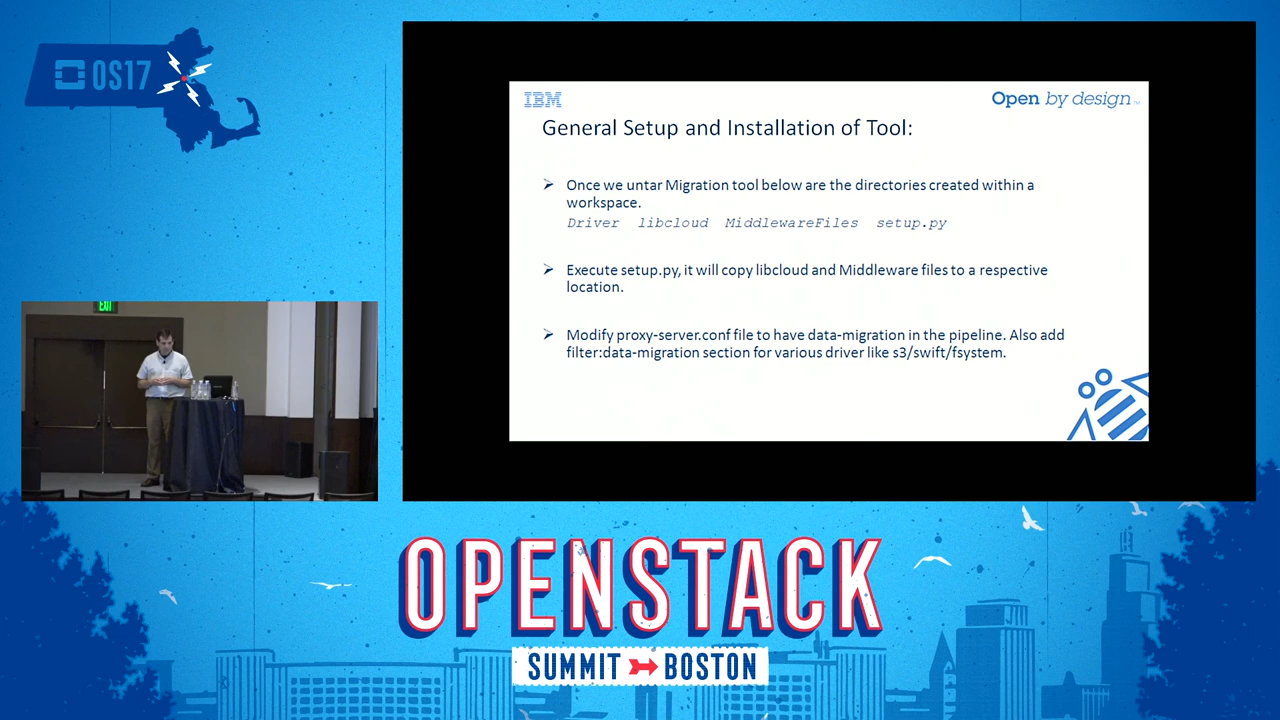 OS17
EXIT
IBM
Open by design
General Setup and Installation of Tool:
Once we untar Migration tool below are the directories created within a
workspace.
Driver libcloud MiddlewareFiles setup.py
Execute setup.py, it will copy libcloud and Middleware files to a respective
location.
Modify proxy-server.conf file to have data-migration in the pipeline. Also add
filter:data-migration section for various driver like s3/swift/fsystem.
OPENSTACK
SUMMIT BOSTON